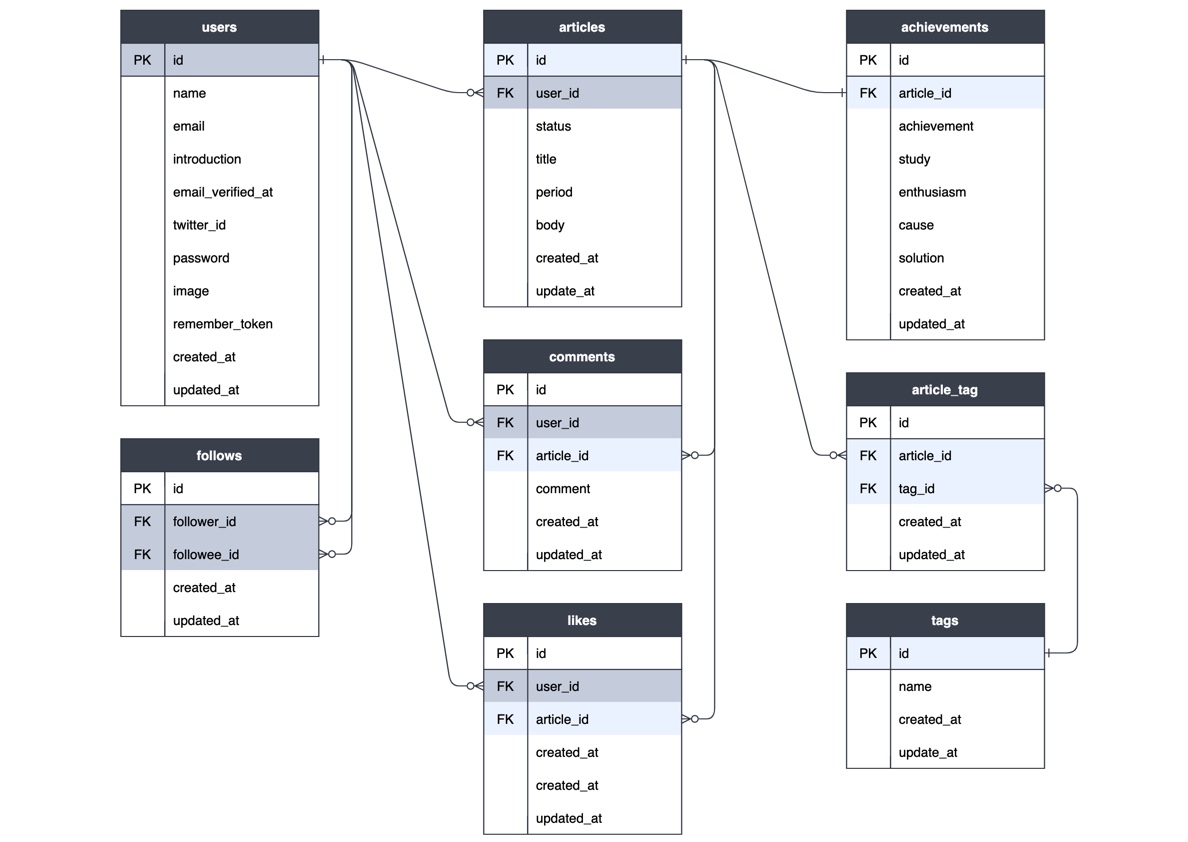 users
PK id
name
email
introduction
email_verified_at
twitter_id
password
image
remember_token
created_at
updated_at
follows
PK id
FK follower_id
FK followee_id
created_at
updated_at
articles
PK id
FK user_id
status
title
period
body
created_at
update_at
comments
PK id
FK user_id
FK article_id
comment
created_at
updated_at
likes
PK id
FK user_id
FK article_id
created_at
created_at
updated_at
achievements
PK id
FK article_id
achievement
study
enthusiasm
cause
solution
created_at
updated_at
article_tag
PK id
FK article_id
FK tag_id
created_at
updated_at
tags
PK id
name
created_at
update_at